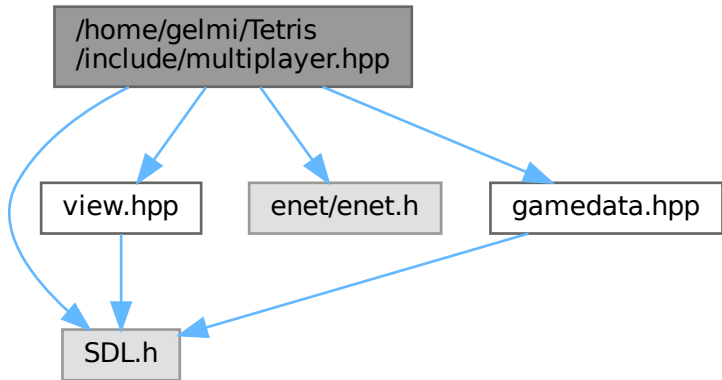 /home/gelmi/Tetris
/include/multiplayer.hpp
view.hpp
enet/enet.h
gamedata.hpp
SDL.h